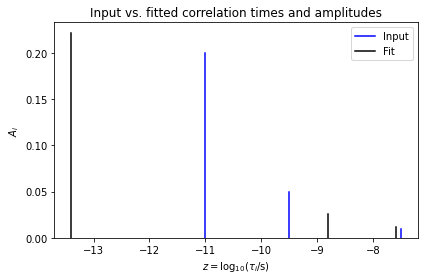 Input vs. fitted correlation times and amplitudes
Input
Fit
0.20
0.15
0.10
0.05
0.00
A_i
−13
−12
−11
−10
−9
−8
z = log₁₀(τ_i/s)